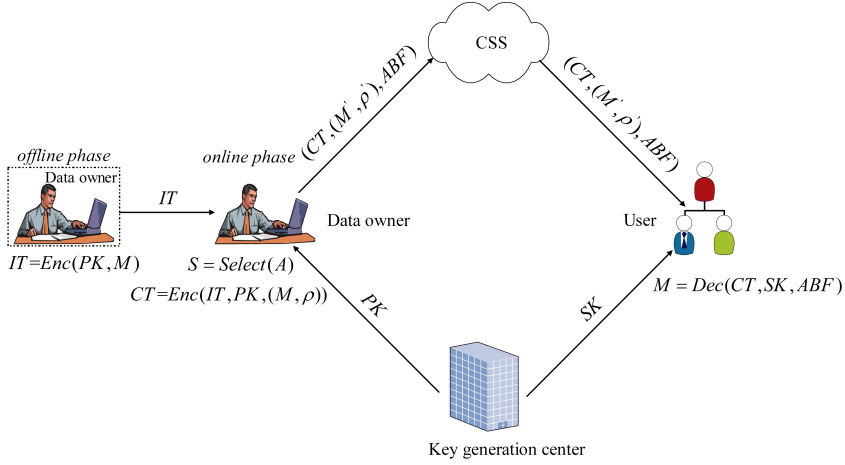 CSS
(CT,(M',ρ'),ABF)
(CT,(M',ρ'),ABF)
offline phase
online phase
Data owner
IT
Data owner
User
IT=Enc(PK,M)
S = Select(A)
CT=Enc(IT,PK,(M,ρ))
M = Dec(CT,SK,ABF)
PK
SK
Key generation center